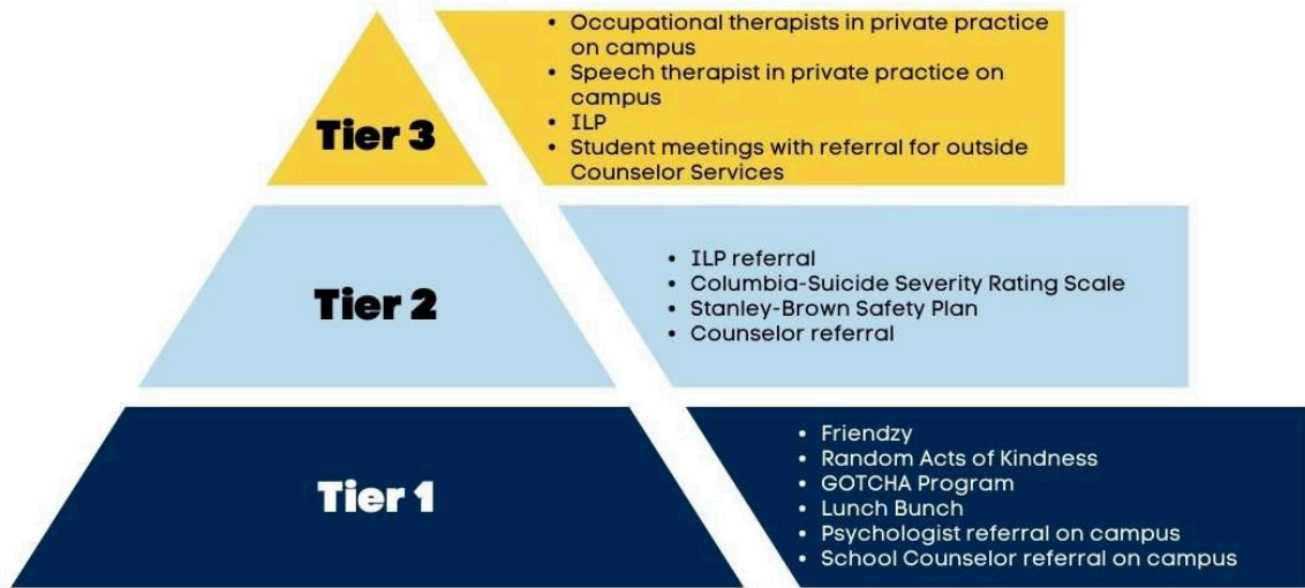 Tier 3
• Occupational therapists in private practice
on campus
• Speech therapist in private practice on
campus
• ILP
• Student meetings with referral for outside
Counselor Services
Tier 2
• ILP referral
• Columbia-Suicide Severity Rating Scale
• Stanley-Brown Safety Plan
• Counselor referral
Tier 1
• Friendzy
• Random Acts of Kindness
• GOTCHA Program
• Lunch Bunch
• Psychologist referral on campus
• School Counselor referral on campus